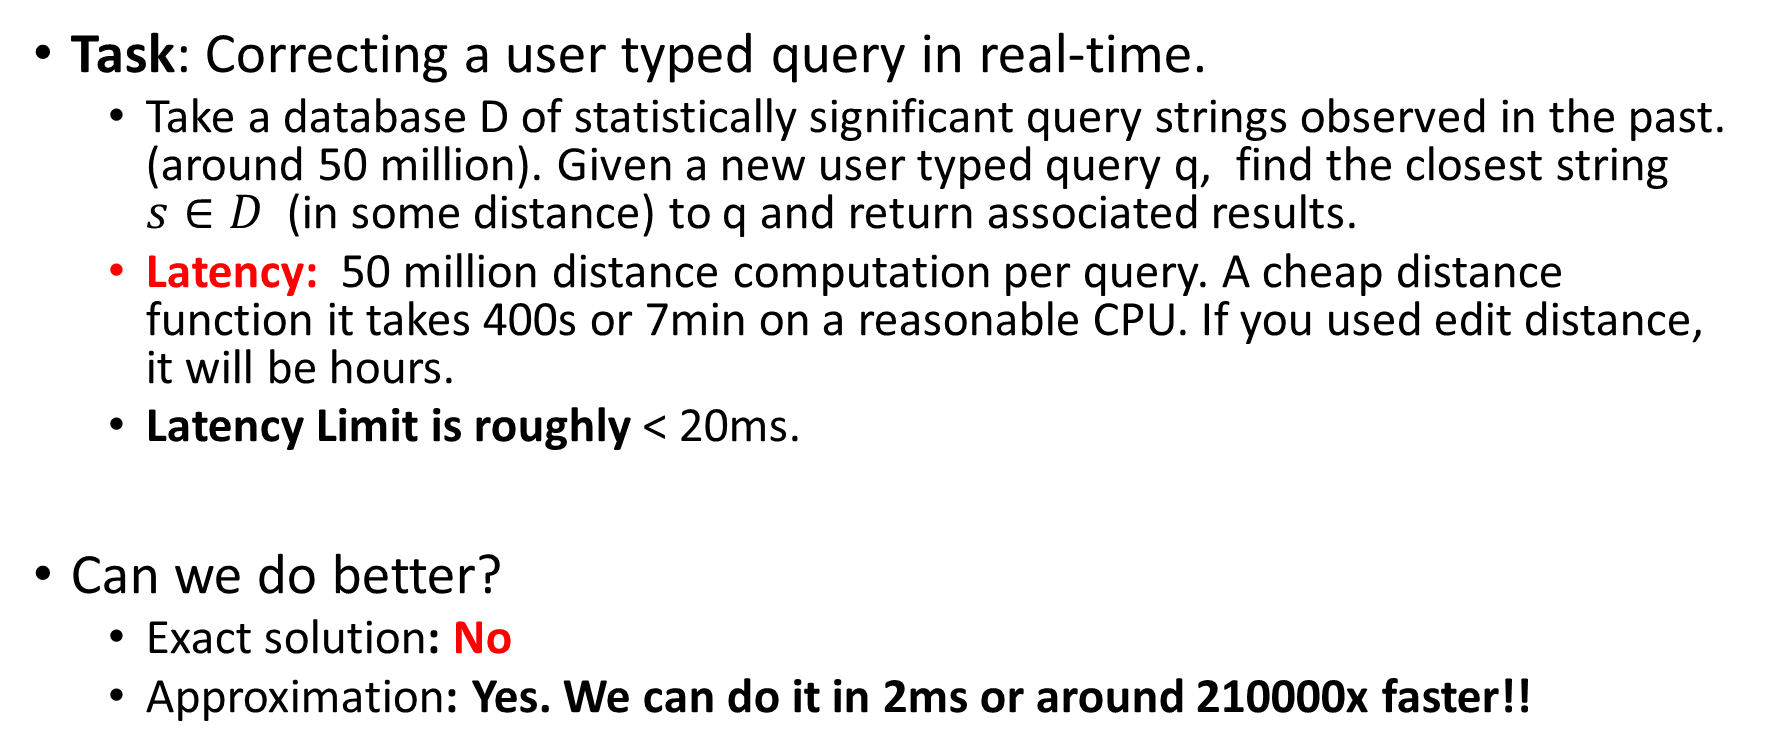 • Task: Correcting a user typed query in real-time.
• Take a database D of statistically significant query strings observed in the past.
(around 50 million). Given a new user typed query q, find the closest string
s ∈ D (in some distance) to q and return associated results.
• Latency: 50 million distance computation per query. A cheap distance
function it takes 400s or 7min on a reasonable CPU. If you used edit distance,
it will be hours.
• Latency Limit is roughly < 20ms.
• Can we do better?
• Exact solution: No
• Approximation: Yes. We can do it in 2ms or around 210000x faster!!